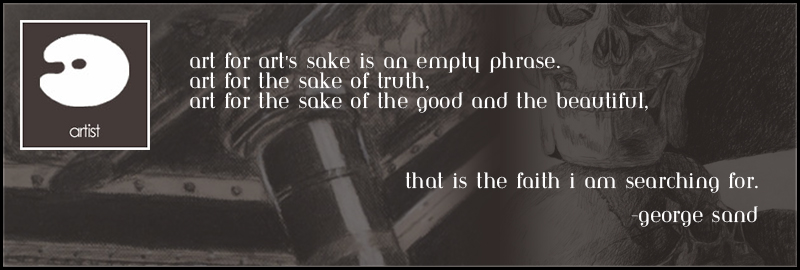 artist
art for art's sake is an empty phrase.
art for the sake of truth,
art for the sake of the good and the beautiful,
that is the faith i am searching for.
-george sand